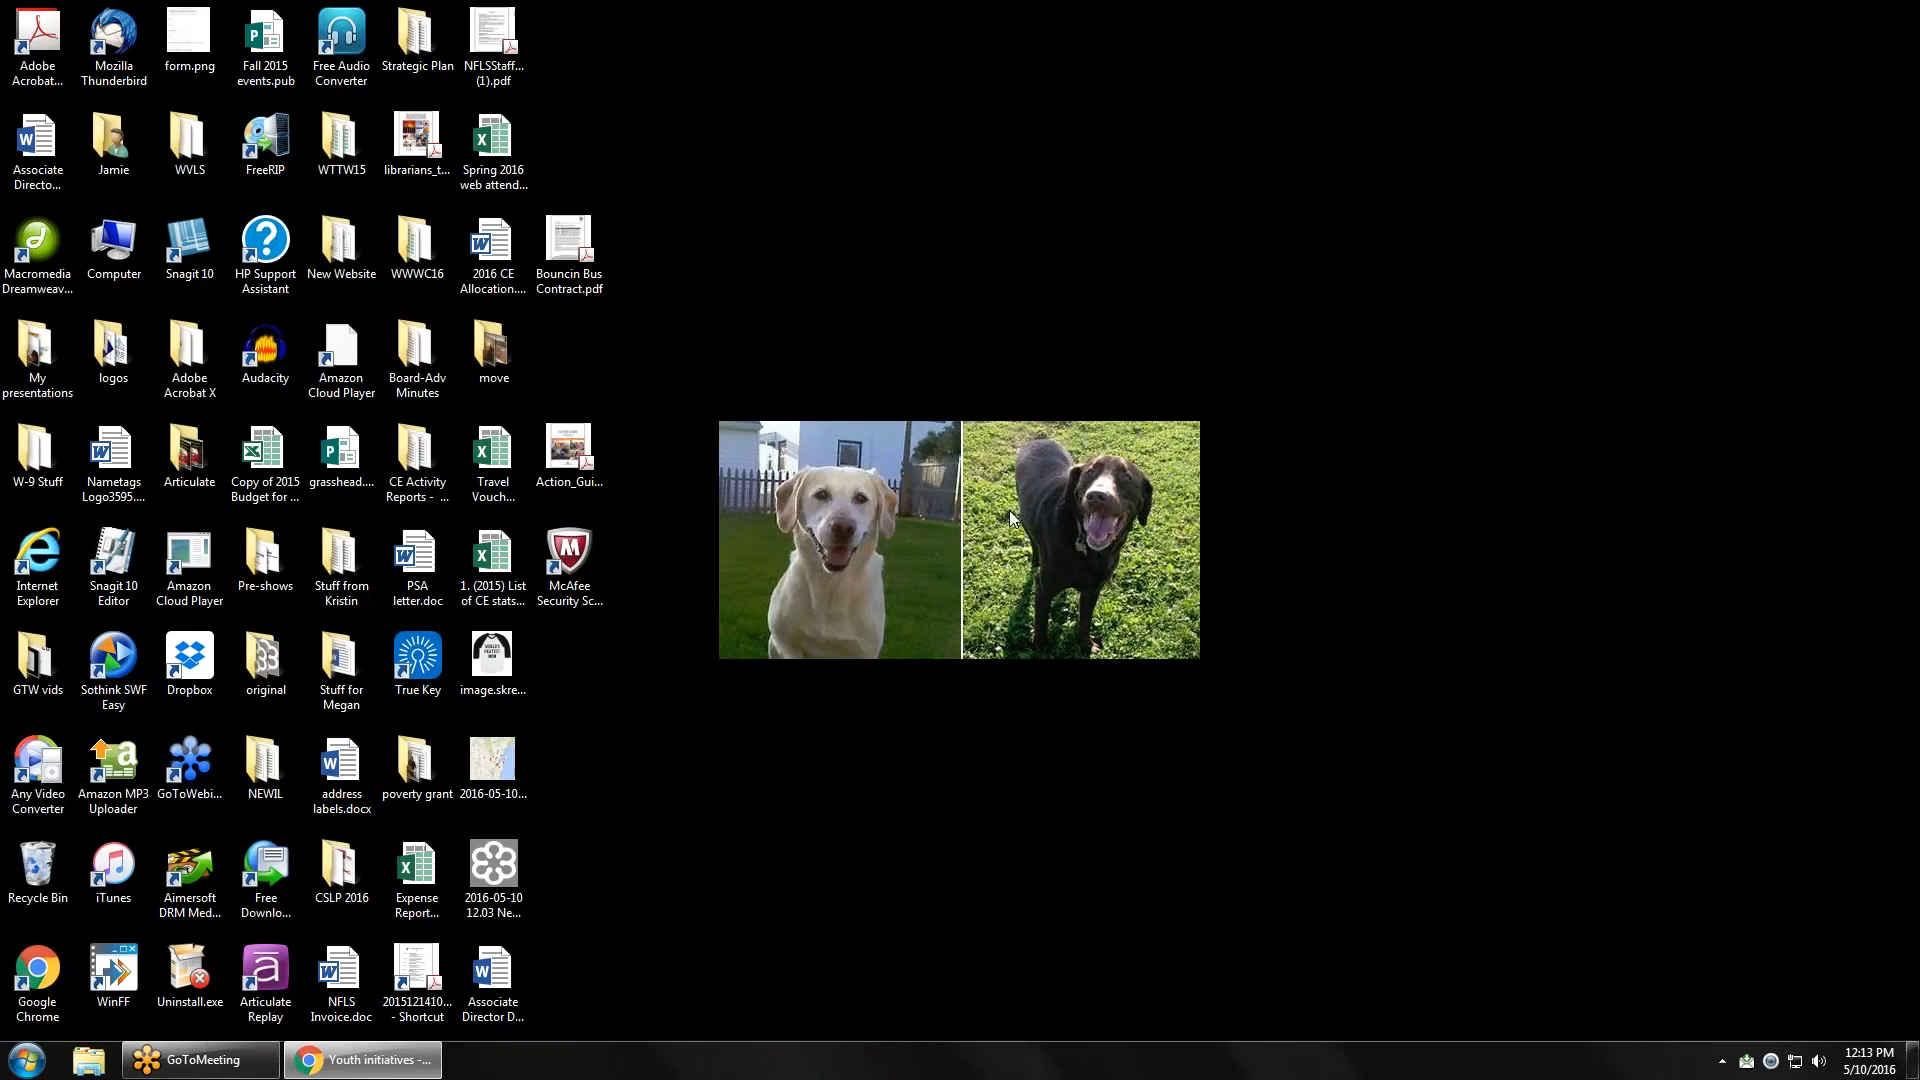 Adobe
Acrobat...
Mozilla
Thunderbird
form.png
Fall 2015
events.pub
Free Audio
Converter
Strategic Plan
NFLSStaff...
(1).pdf
Associate
Directo...
Jamie
WVLS
FreeRIP
WTTW15
librarians_t...
Spring 2016
web attend...
Macromedia
Dreamweav...
Computer
Snagit 10
HP Support
Assistant
New Website
WWWC16
2016 CE
Allocation....
Bouncin Bus
Contract.pdf
My
presentations
logos
Adobe
Acrobat X
Audacity
Amazon
Cloud Player
Board-Adv
Minutes
move
W-9 Stuff
Nametags
Logo3595....
Articulate
Copy of 2015
Budget for ...
grasshead....
CE Activity
Reports - ...
Travel
Vouch...
Action_Gui...
Internet
Explorer
Snagit 10
Editor
Amazon
Cloud Player
Pre-shows
Stuff from
Kristin
PSA
letter.doc
1. (2015) List
of CE stats...
McAfee
Security Sc...
GTW vids
Sothink SWF
Easy
Dropbox
original
Stuff for
Megan
True Key
image.skre...
Any Video
Converter
Amazon MP3
Uploader
GoToWebi...
NEWIL
address
labels.docx
poverty grant
2016-05-10...
Recycle Bin
iTunes
Aimersoft
DRM Med...
Free
Downlo...
CSLP 2016
Expense
Report...
2016-05-10
12.03 Ne...
Google
Chrome
WinFF
Uninstall.exe
Articulate
Replay
NFLS
Invoice.doc
2015121410...
- Shortcut
Associate
Director D...
GoToMeeting
Youth initiatives -...
12:13 PM
5/10/2016